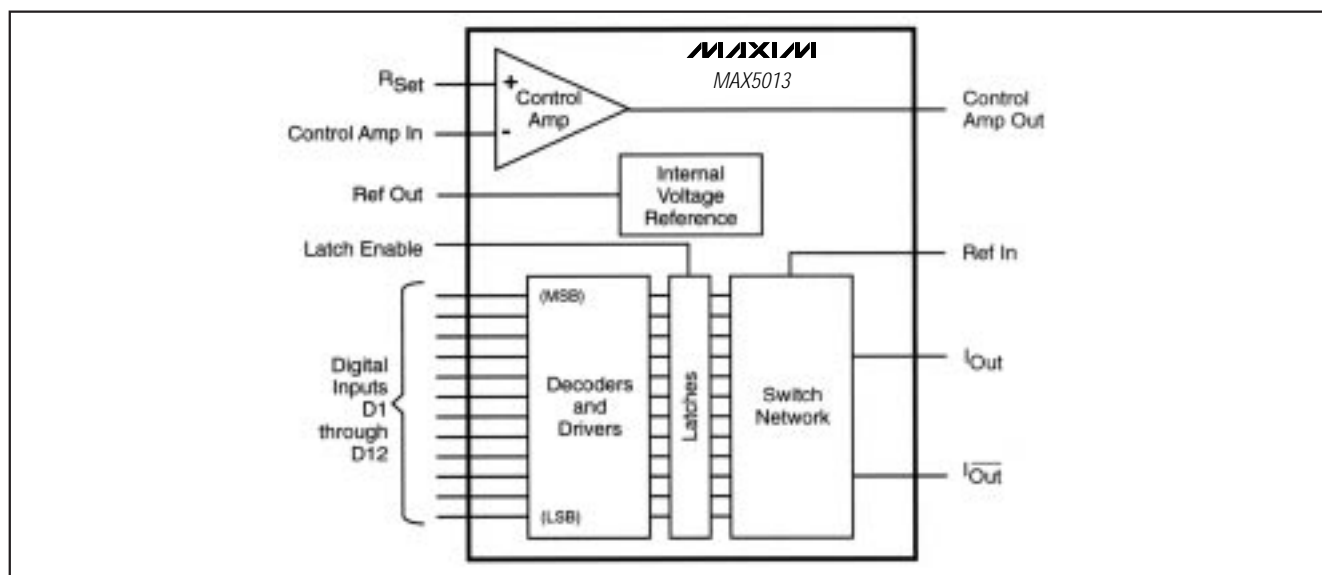 MAXIM
MAX5013
RSet
+
Control
Amp
-
Control Amp In
Control
Amp Out
Ref Out
Internal
Voltage
Reference
Latch Enable
Ref In
(MSB)
Digital
Inputs
D1
through
D12
Decoders
and
Drivers
(LSB)
Latches
Switch
Network
IOut
IOut